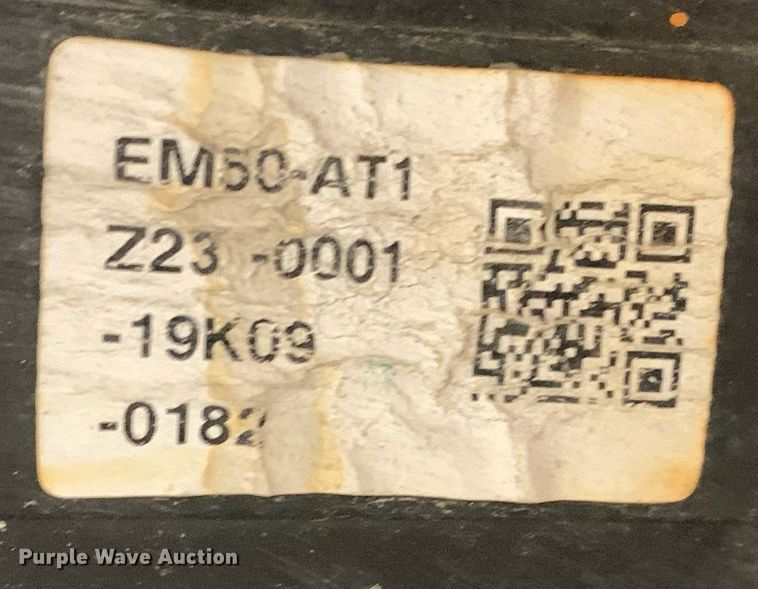 EM50-AT1
Z23 -0001
-19K09
-0182
Purple Wave Auction